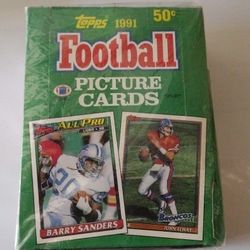 Topps 1991 50¢
Football
PICTURE
CARDS
ALL PRO
BARRY SANDERS
BRONCOS
JOHN ELWAY